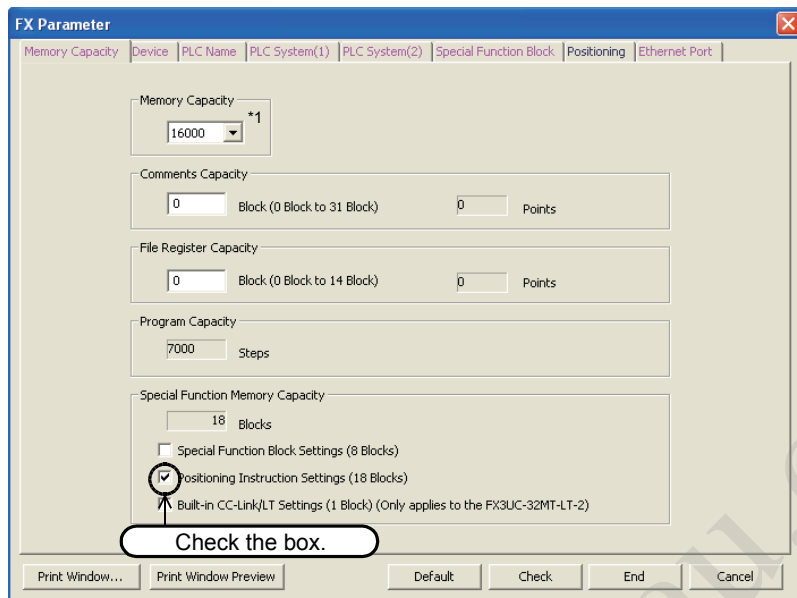 FX Parameter
Memory Capacity Device PLC Name PLC System(1) PLC System(2) Special Function Block Positioning Ethernet Port
Memory Capacity
16000 *1
Comments Capacity
0 Block (0 Block to 31 Block) 0 Points
File Register Capacity
0 Block (0 Block to 14 Block) 0 Points
Program Capacity
7000 Steps
Special Function Memory Capacity
18 Blocks
Special Function Block Settings (8 Blocks)
Positioning Instruction Settings (18 Blocks)
Built-in CC-Link/LT Settings (1 Block) (Only applies to the FX3UC-32MT-LT-2)
Check the box.
Print Window... Print Window Preview Default Check End Cancel